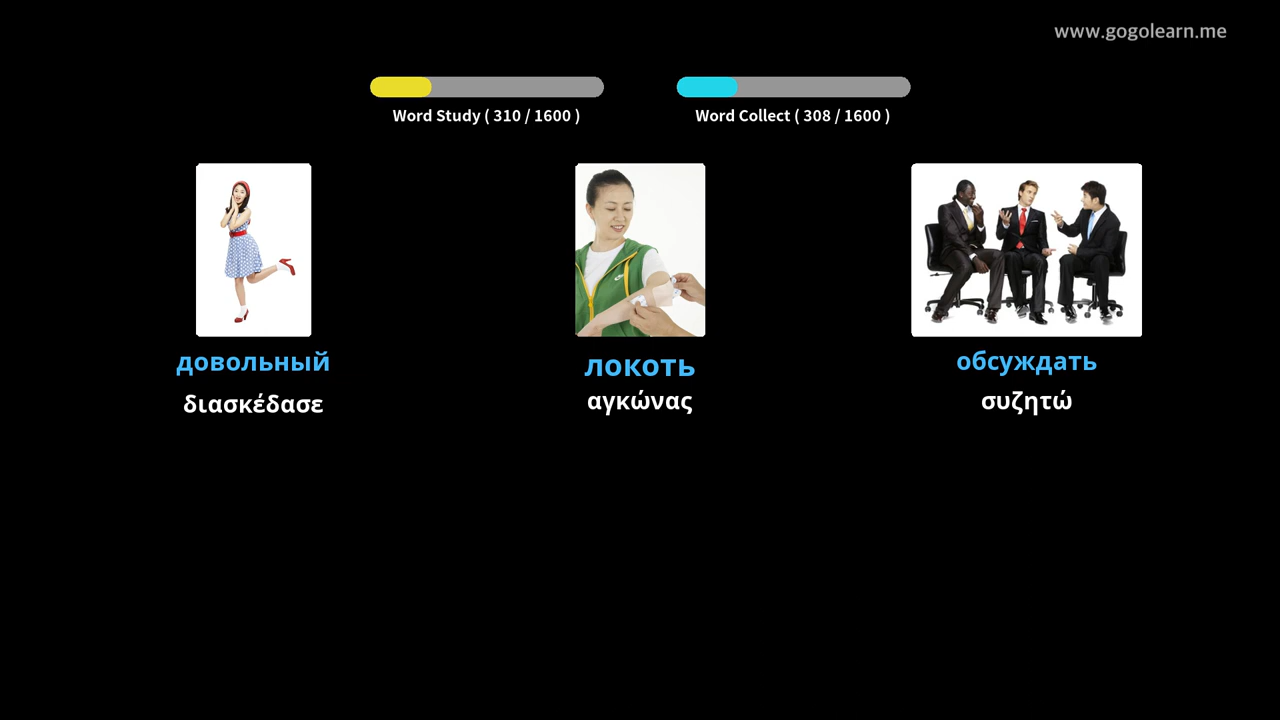 www.gogolearn.me
Word Study ( 310 / 1600 )
Word Collect ( 308 / 1600 )
довольный
локоть
обсуждать
διασκέδασε
αγκώνας
συζητώ